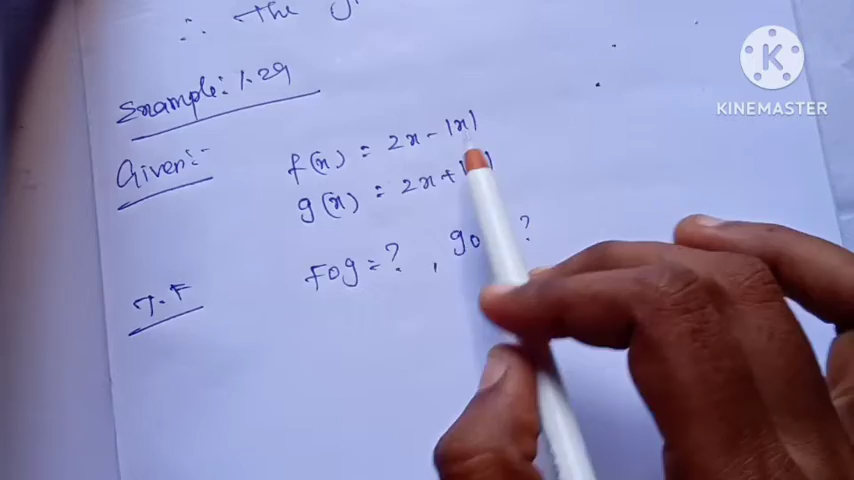 ∴ The
Example: 1.29
Given:- f(x) = 2x - |x|
g(x) = 2x +
T.F fog = ? , go ?
KINEMASTER